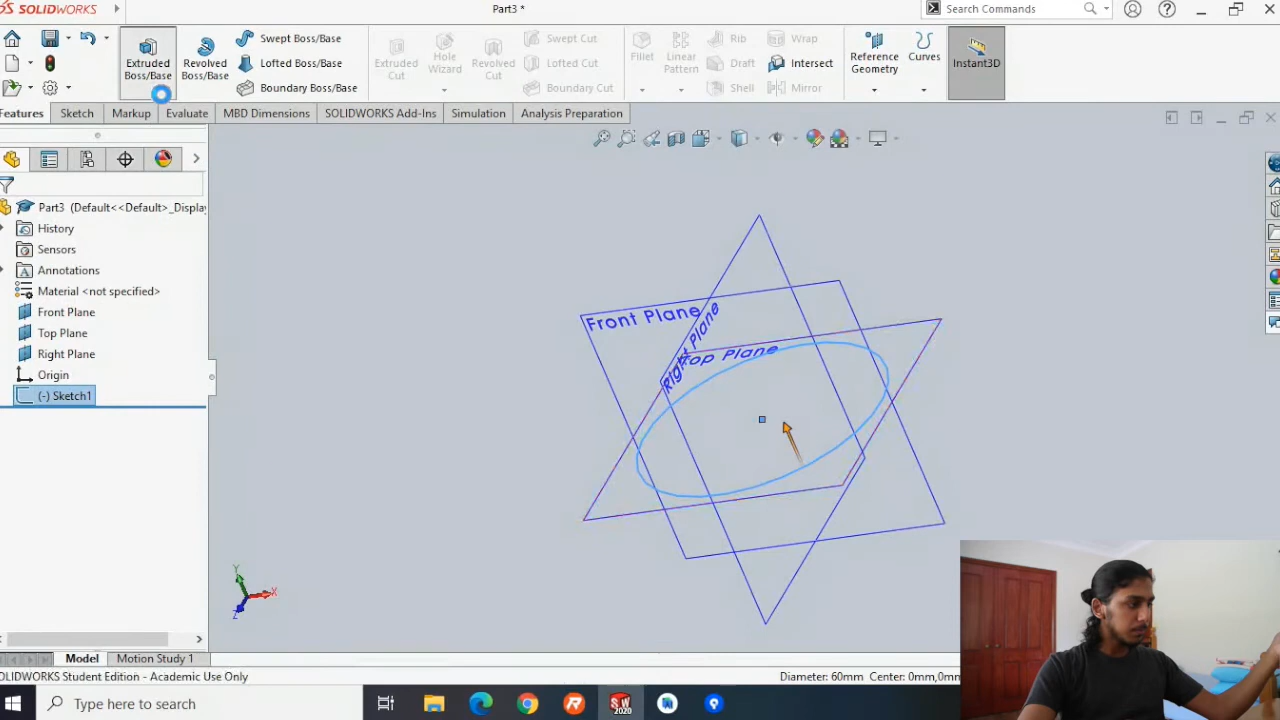 SOLIDWORKS
Part3 *
Search Commands
Extruded Boss/Base
Revolved Boss/Base
Swept Boss/Base
Lofted Boss/Base
Boundary Boss/Base
Extruded Cut
Hole Wizard
Revolved Cut
Swept Cut
Lofted Cut
Boundary Cut
Fillet
Linear Pattern
Rib
Draft
Shell
Wrap
Intersect
Mirror
Reference Geometry
Curves
Instant3D
Features
Sketch
Markup
Evaluate
MBD Dimensions
SOLIDWORKS Add-Ins
Simulation
Analysis Preparation
Part3 (Default<<Default>_Display
History
Sensors
Annotations
Material <not specified>
Front Plane
Top Plane
Right Plane
Origin
(-) Sketch1
Front Plane
Right Plane
Top Plane
Y
X
Z
Model
Motion Study 1
SOLIDWORKS Student Edition - Academic Use Only
Diameter: 60mm Center: 0mm,0mm
Type here to search
SW
2020